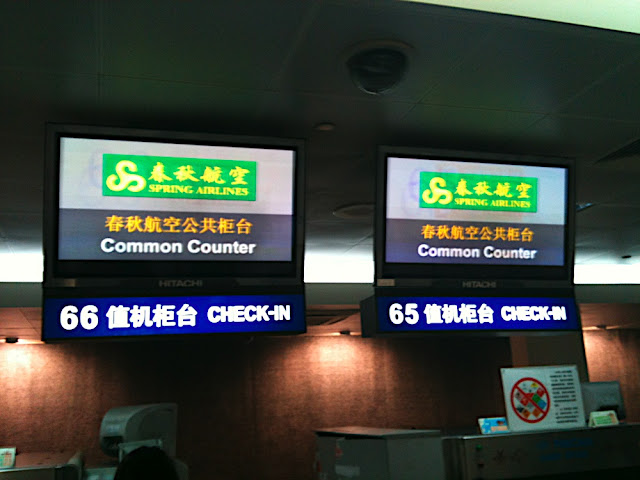 春秋航空
SPRING AIRLINES
春秋航空公共柜台
Common Counter
HITACHI
66 值机柜台 CHECK-IN
春秋航空
SPRING AIRLINES
春秋航空公共柜台
Common Counter
HITACHI
65 值机柜台 CHECK-IN